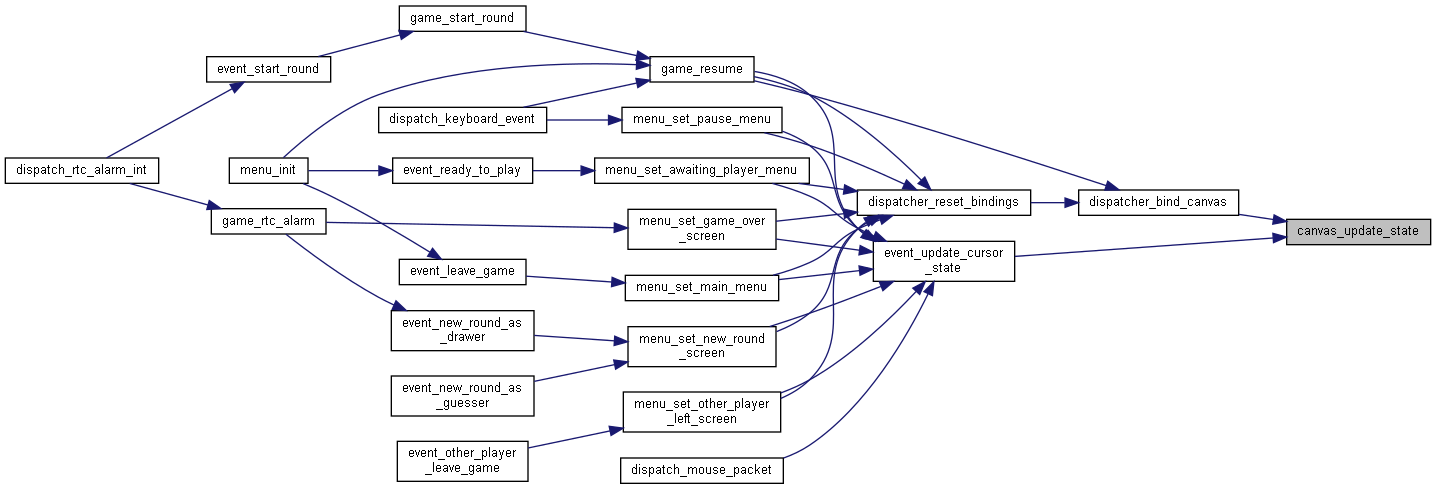 game_start_round
event_start_round
game_resume
dispatch_keyboard_event
menu_set_pause_menu
dispatch_rtc_alarm_int
menu_init
event_ready_to_play
menu_set_awaiting_player_menu
dispatcher_reset_bindings
dispatcher_bind_canvas
game_rtc_alarm
menu_set_game_over
_screen
canvas_update_state
event_update_cursor
_state
event_leave_game
menu_set_main_menu
event_new_round_as
_drawer
menu_set_new_round
_screen
event_new_round_as
_guesser
menu_set_other_player
_left_screen
event_other_player
_leave_game
dispatch_mouse_packet